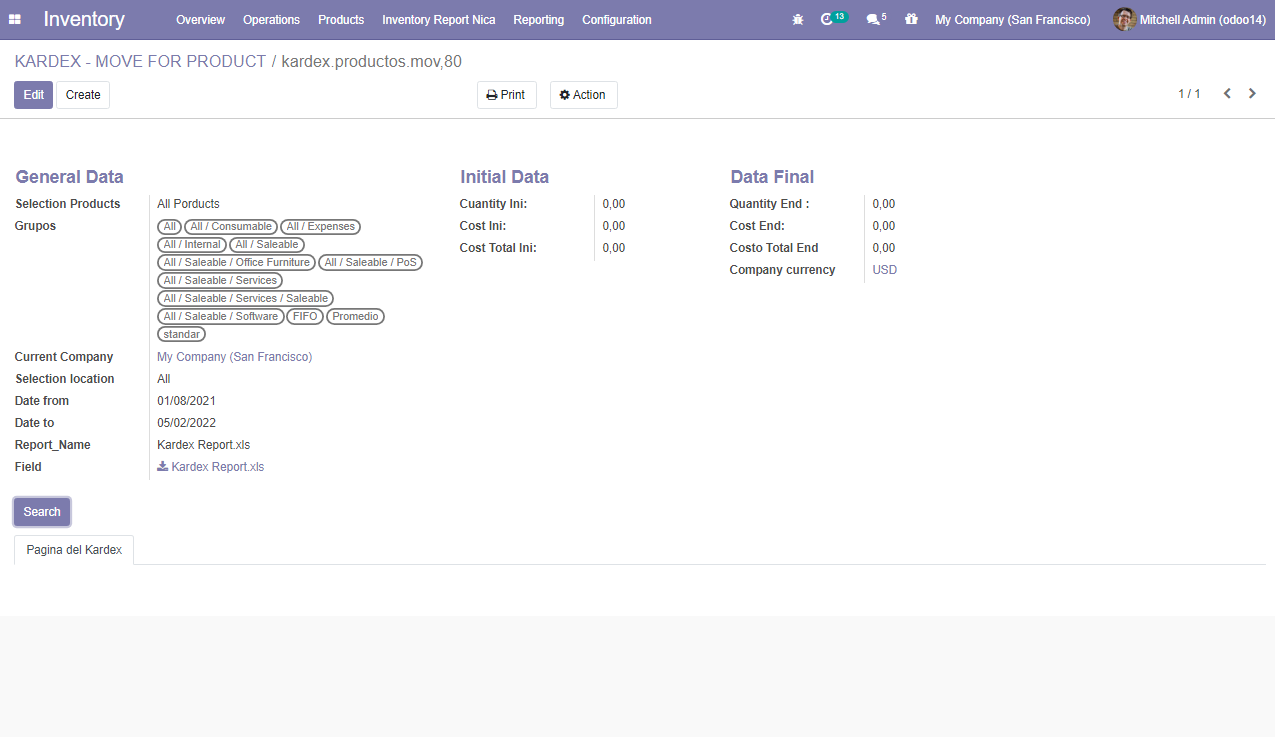 Inventory Overview Operations Products Inventory Report Nica Reporting Configuration 13 5 My Company (San Francisco) Mitchell Admin (odoo14)
KARDEX - MOVE FOR PRODUCT / kardex.productos.mov,80
Edit Create Print Action 1 / 1
General Data
Selection Products All Porducts
Grupos All All / Consumable All / Expenses
All / Internal All / Saleable
All / Saleable / Office Furniture All / Saleable / PoS
All / Saleable / Services
All / Saleable / Services / Saleable
All / Saleable / Software FIFO Promedio
standar
Current Company My Company (San Francisco)
Selection location All
Date from 01/08/2021
Date to 05/02/2022
Report_Name Kardex Report.xls
Field Kardex Report.xls
Initial Data
Cuantity Ini: 0,00
Cost Ini: 0,00
Cost Total Ini: 0,00
Data Final
Quantity End : 0,00
Cost End: 0,00
Costo Total End 0,00
Company currency USD
Search
Pagina del Kardex